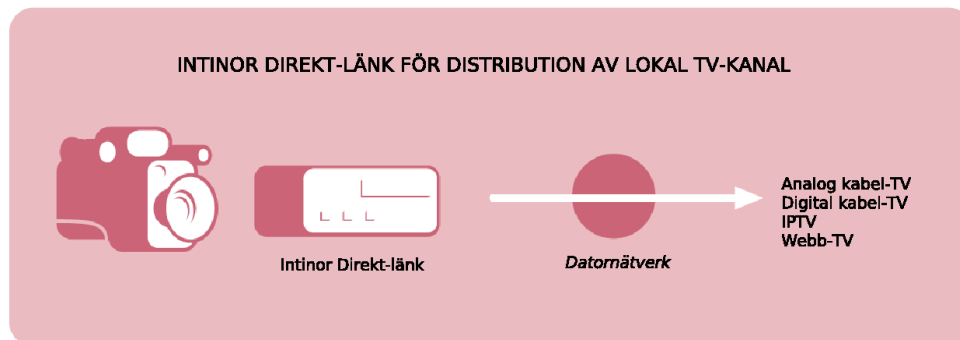 INTINOR DIREKT-LÄNK FÖR DISTRIBUTION AV LOKAL TV-KANAL
Intinor Direkt-länk
Datornätverk
Analog kabel-TV
Digital kabel-TV
IPTV
Webb-TV